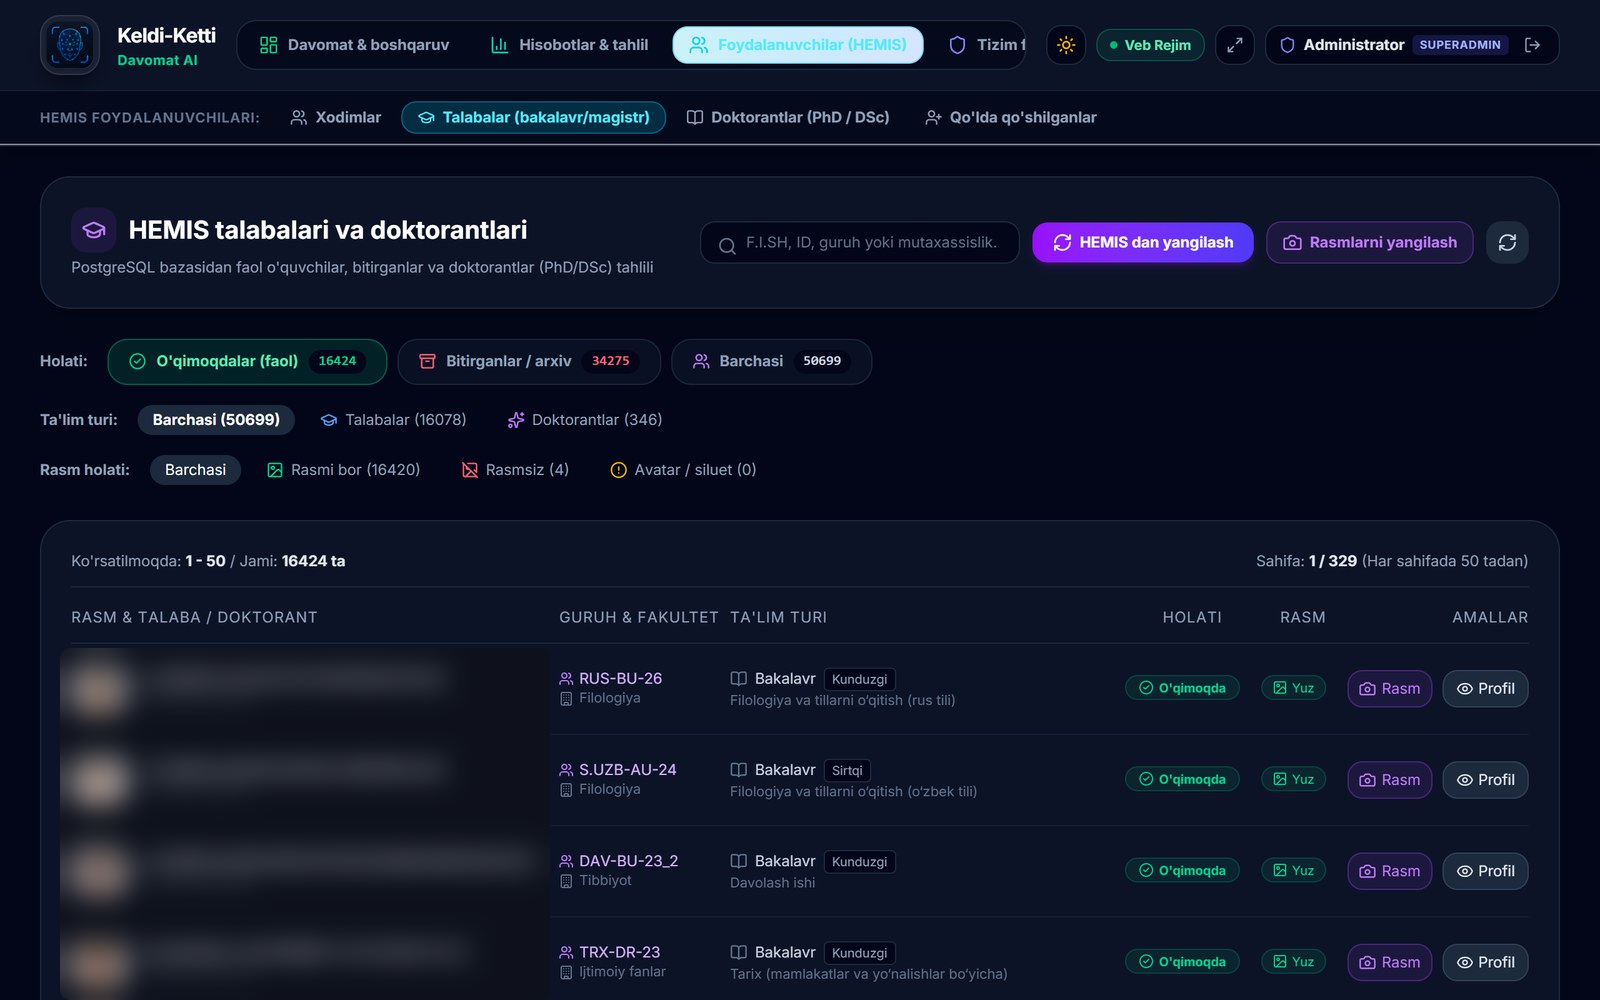 Keldi-Ketti
Davomat AI
Davomat & boshqaruv
Hisobotlar & tahlil
Foydalanuvchilar (HEMIS)
Tizim
Veb Rejim
Administrator SUPERADMIN
HEMIS FOYDALANUVCHILARI:
Xodimlar
Talabalar (bakalavr/magistr)
Doktorantlar (PhD / DSc)
Qo'lda qo'shilganlar
HEMIS talabalari va doktorantlari
PostgreSQL bazasidan faol o'quvchilar, bitirganlar va doktorantlar (PhD/DSc) tahlili
F.I.SH, ID, guruh yoki mutaxassislik.
HEMIS dan yangilash
Rasmlarni yangilash
Holati: O'qimoqdalar (faol) 16424 Bitirganlar / arxiv 34275 Barchasi 50699
Ta'lim turi: Barchasi (50699) Talabalar (16078) Doktorantlar (346)
Rasm holati: Barchasi Rasmi bor (16420) Rasmsiz (4) Avatar / siluet (0)
Ko'rsatilmoqda: 1 - 50 / Jami: 16424 ta
Sahifa: 1 / 329 (Har sahifada 50 tadan)
RASM & TALABA / DOKTORANT GURUH & FAKULTET TA'LIM TURI HOLATI RASM AMALLAR
RUS-BU-26 Bakalavr Kunduzgi O'qimoqda Yuz Rasm Profil
Filologiya Filologiya va tillarni o‘qitish (rus tili)
S.UZB-AU-24 Bakalavr Sirtqi O'qimoqda Yuz Rasm Profil
Filologiya Filologiya va tillarni o‘qitish (o‘zbek tili)
DAV-BU-23_2 Bakalavr Kunduzgi O'qimoqda Yuz Rasm Profil
Tibbiyot Davolash ishi
TRX-DR-23 Bakalavr Kunduzgi O'qimoqda Yuz Rasm Profil
Ijtimoiy fanlar Tarix (mamlakatlar va yo‘nalishlar bo‘yicha)